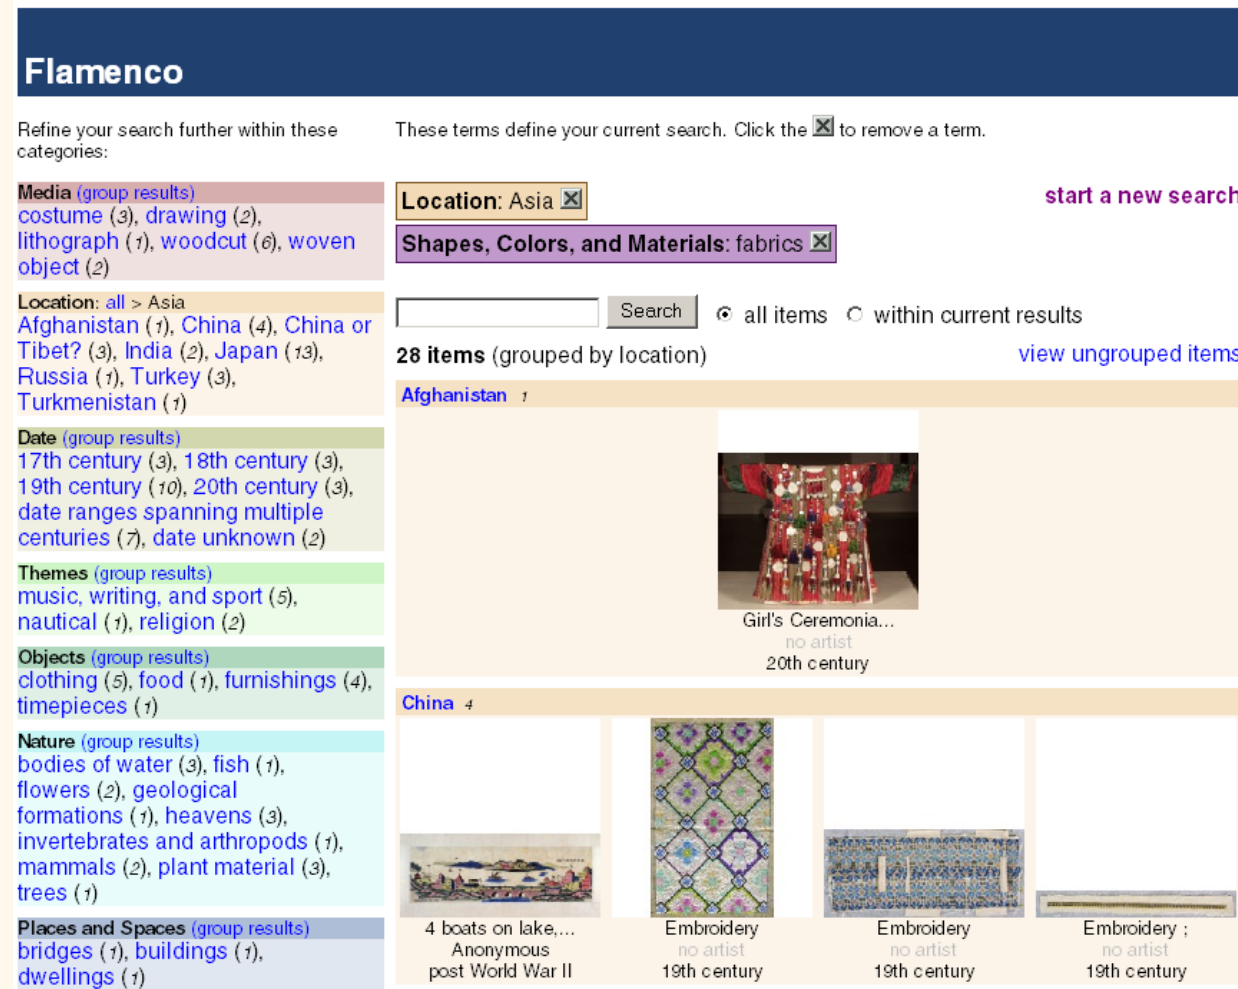 Flamenco
Refine your search further within these
categories:
Media (group results)
costume (3), drawing (2),
lithograph (1), woodcut (6), woven
object (2)
Location: all > Asia
Afghanistan (1), China (4), China or
Tibet? (3), India (2), Japan (13),
Russia (1), Turkey (3),
Turkmenistan (1)
Date (group results)
17th century (3), 18th century (3),
19th century (10), 20th century (3),
date ranges spanning multiple
centuries (7), date unknown (2)
Themes (group results)
music, writing, and sport (5),
nautical (1), religion (2)
Objects (group results)
clothing (5), food (1), furnishings (4),
timepieces (1)
Nature (group results)
bodies of water (3), fish (1),
flowers (2), geological
formations (1), heavens (3),
invertebrates and arthropods (1),
mammals (2), plant material (3),
trees (1)
Places and Spaces (group results)
bridges (1), buildings (1),
dwellings (1)
These terms define your current search. Click the to remove a term.
Location: Asia
start a new search
Shapes, Colors, and Materials: fabrics
Search all items within current results
28 items (grouped by location)
view ungrouped items
Afghanistan 1
Girl's Ceremonia...
no artist
20th century
China 4
4 boats on lake,...
Anonymous
post World War II
Embroidery
no artist
19th century
Embroidery
no artist
19th century
Embroidery ;
no artist
19th century